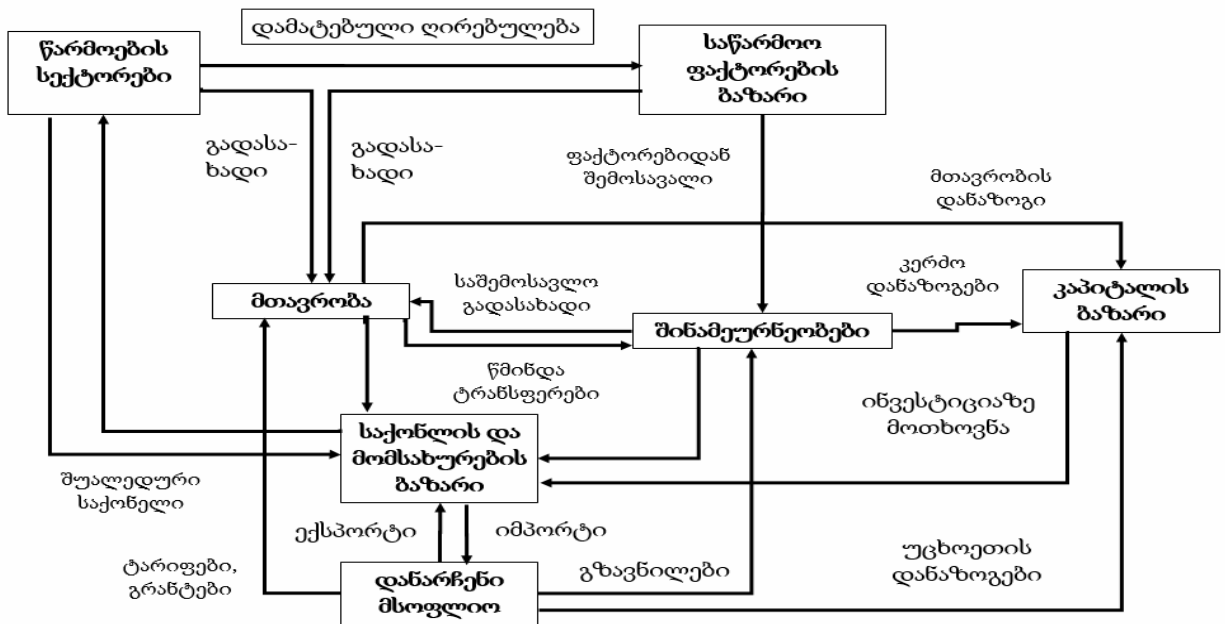 დამატებული ღირებულება
წარმოების
სექტორები
საწარმოო
ფაქტორების
ბაზარი
გადასა-
ხადი
გადასა-
ხადი
ფაქტორებიდან
შემოსავალი
მთავრობის
დანაზოგი
მთავრობა
საშემოსავლო
გადასახადი
კერძო
დანაზოგები
კაპიტალის
ბაზარი
შინამეურნეობები
წმინდა
ტრანსფერები
ინვესტიციაზე
მოთხოვნა
საქონლის და
მომსახურების
ბაზარი
შუალედური
საქონელი
ექსპორტი
იმპორტი
ტარიფები,
გრანტები
გზავნილები
უცხოეთის
დანაზოგები
დანარჩენი
მსოფლიო